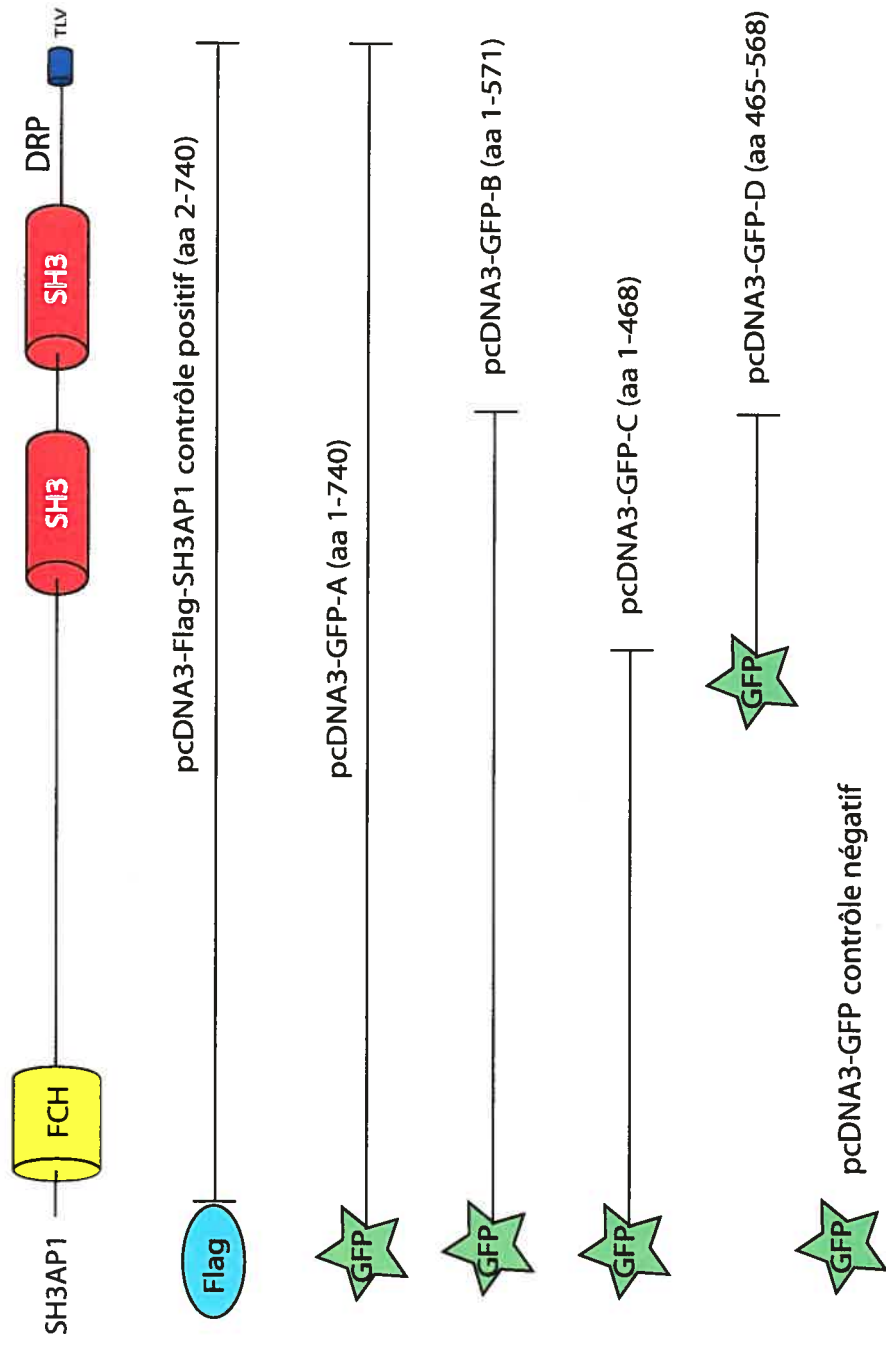 SH3AP1
FCH
SH3
SH3
DRP
TLV
Flag
pcDNA3-Flag-SH3AP1 contrôle positif (aa 2-740)
GFP
pcDNA3-GFP-A (aa 1-740)
GFP
pcDNA3-GFP-B (aa 1-571)
GFP
pcDNA3-GFP-C (aa 1-468)
GFP
pcDNA3-GFP-D (aa 465-568)
GFP
pcDNA3-GFP contrôle négatif